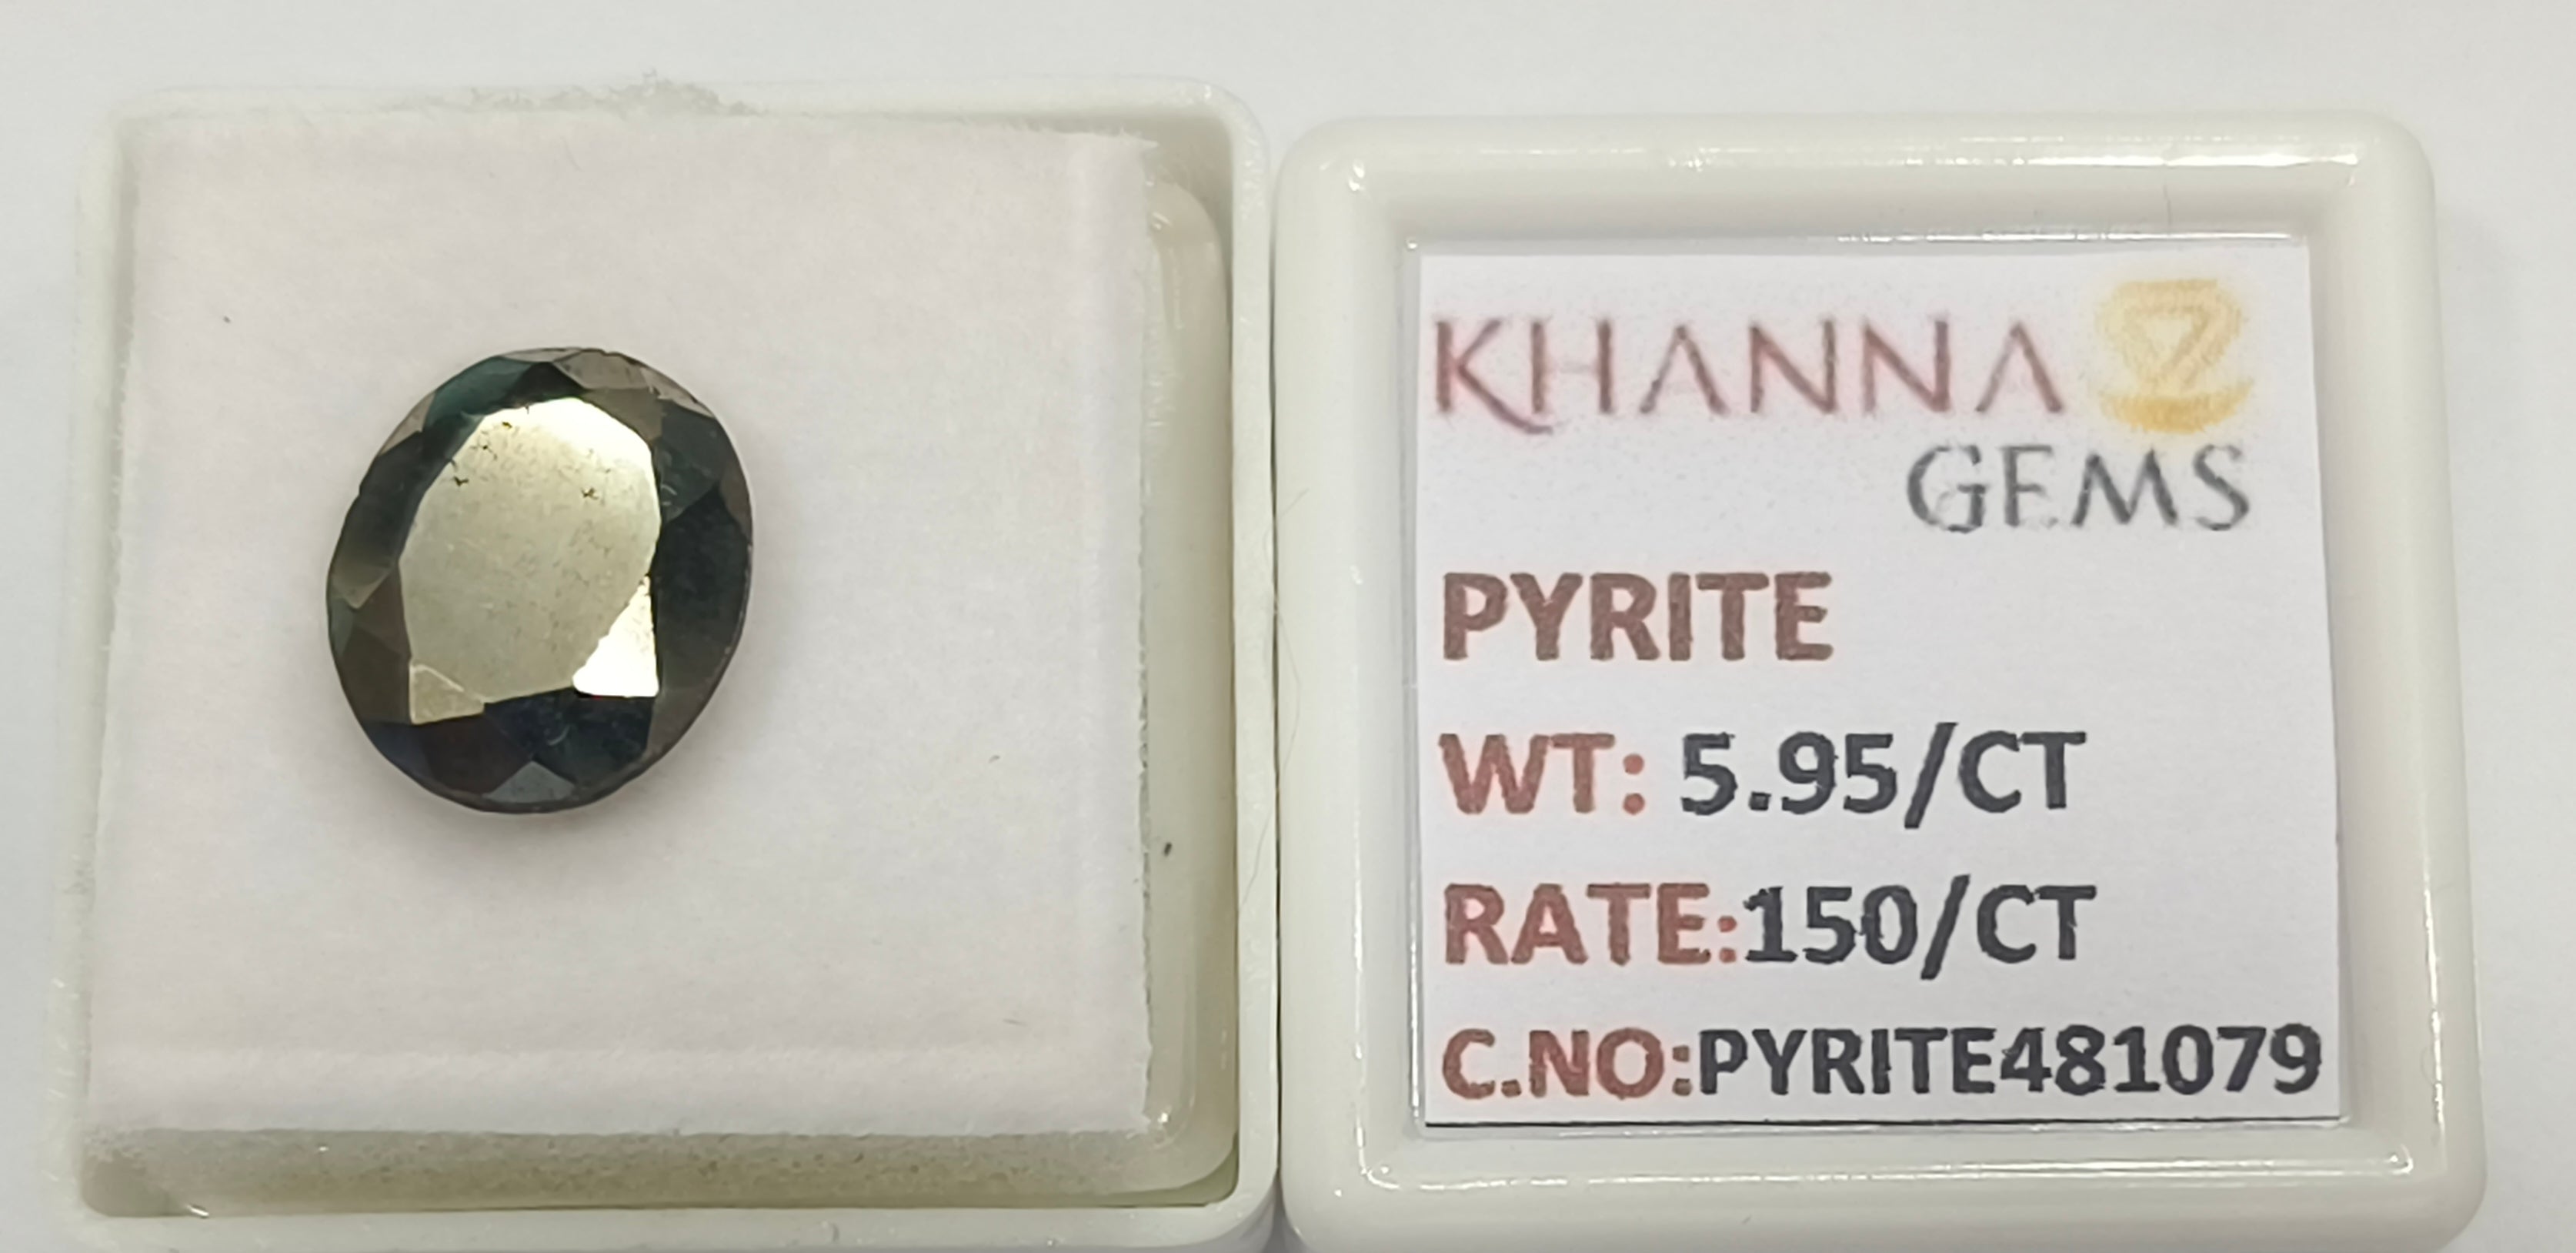 KHANNA
GEMS
PYRITE
WT: 5.95/CT
RATE:150/CT
C.NO:PYRITE481079